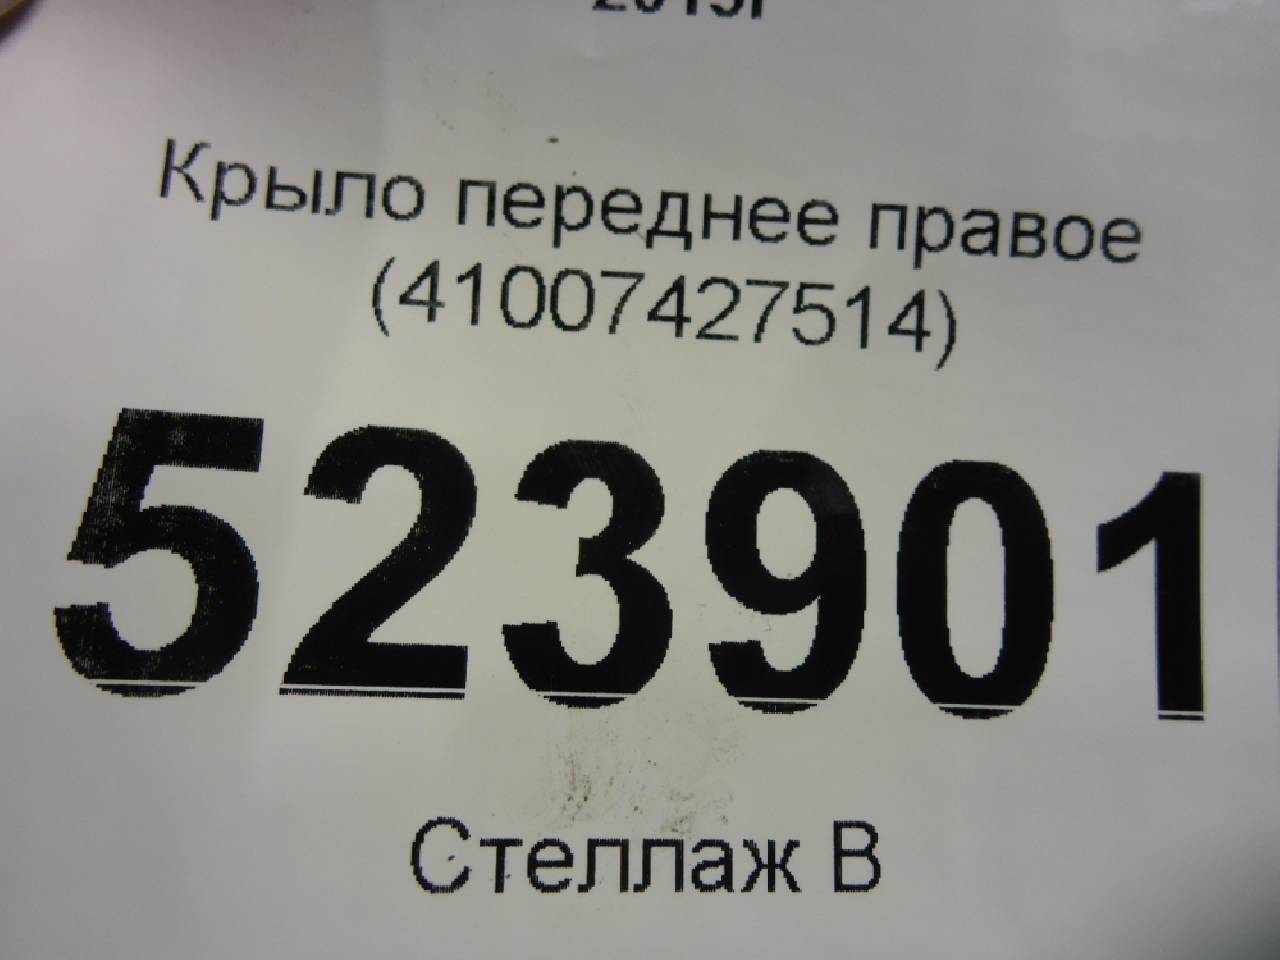 Крыло переднее правое
(41007427514)
523901
Стеллаж В